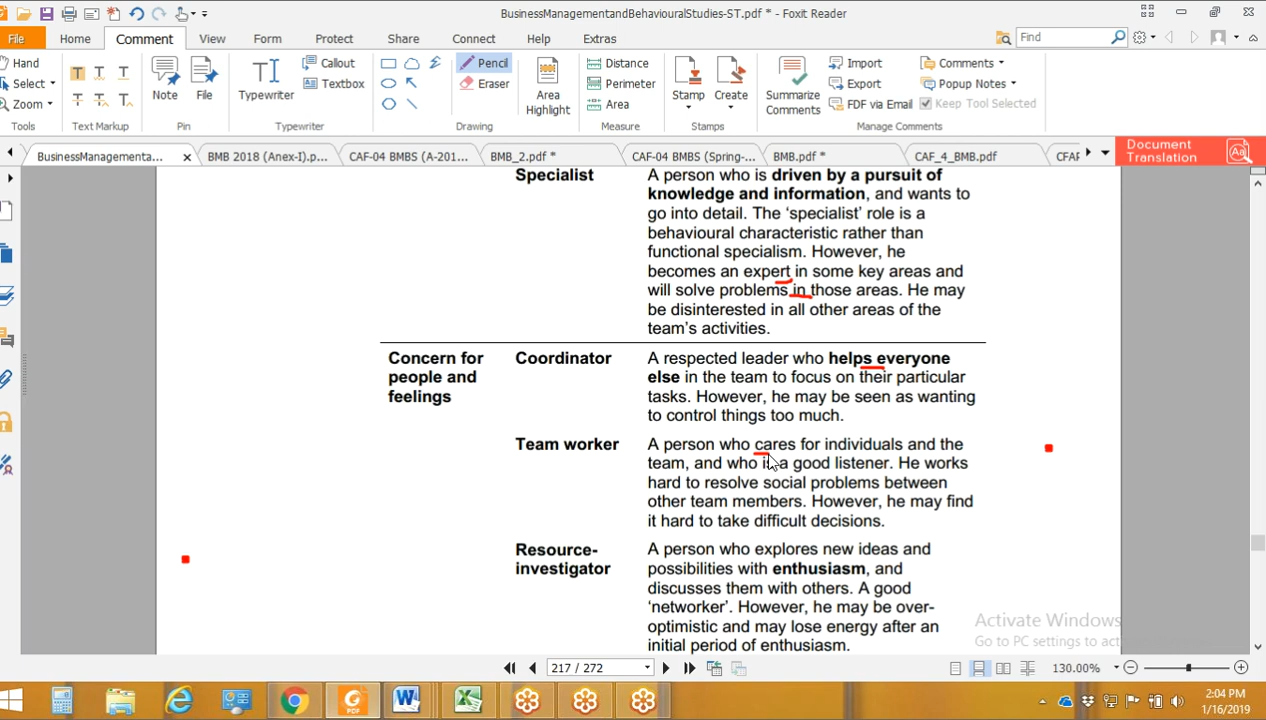 BusinessManagementandBehaviouralStudies-ST.pdf * - Foxit Reader
File Home Comment View Form Protect Share Connect Help Extras Find
Hand
Select
Zoom
Tools
T T T
T T T
Text Markup
Note
File
Pin
Typewriter
Callout
Textbox
Typewriter
Pencil
Eraser
Drawing
Area
Highlight
Distance
Perimeter
Area
Measure
Stamp
Create
Stamps
Summarize
Comments
Import
Export
FDF via Email
Comments
Popup Notes
Keep Tool Selected
Manage Comments
BusinessManagementa... BMB 2018 (Anex-I).p... CAF-04 BMBS (A-201... BMB_2.pdf * CAF-04 BMBS (Spring-... BMB.pdf * CAF_4_BMB.pdf CFAF
Document
Translation
Specialist
A person who is driven by a pursuit of
knowledge and information, and wants to
go into detail. The ‘specialist’ role is a
behavioural characteristic rather than
functional specialism. However, he
becomes an expert in some key areas and
will solve problems in those areas. He may
be disinterested in all other areas of the
team’s activities.
Concern for
people and
feelings
Coordinator
A respected leader who helps everyone
else in the team to focus on their particular
tasks. However, he may be seen as wanting
to control things too much.
Team worker
A person who cares for individuals and the
team, and who is a good listener. He works
hard to resolve social problems between
other team members. However, he may find
it hard to take difficult decisions.
Resource-
investigator
A person who explores new ideas and
possibilities with enthusiasm, and
discusses them with others. A good
‘networker’. However, he may be over-
optimistic and may lose energy after an
initial period of enthusiasm.
Activate Windows
Go to PC settings to act
217 / 272
130.00%
2:04 PM
1/16/2019